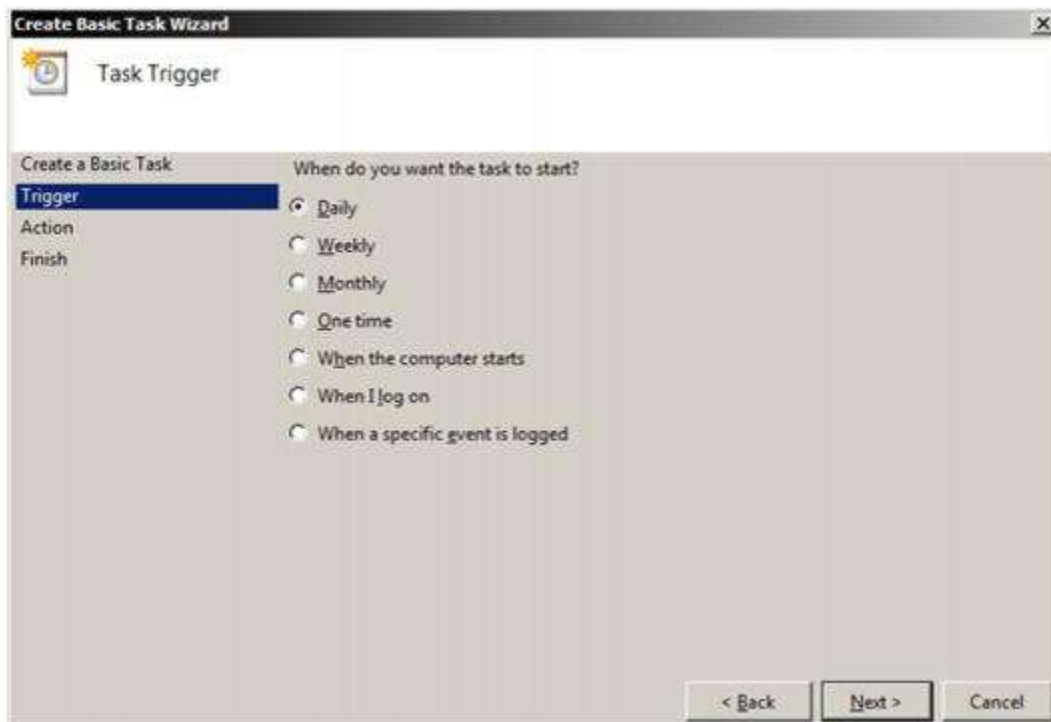 Create Basic Task Wizard
Task Trigger
Create a Basic Task
Trigger
Action
Finish
When do you want the task to start?
Daily
Weekly
Monthly
One time
When the computer starts
When I log on
When a specific event is logged
< Back
Next >
Cancel